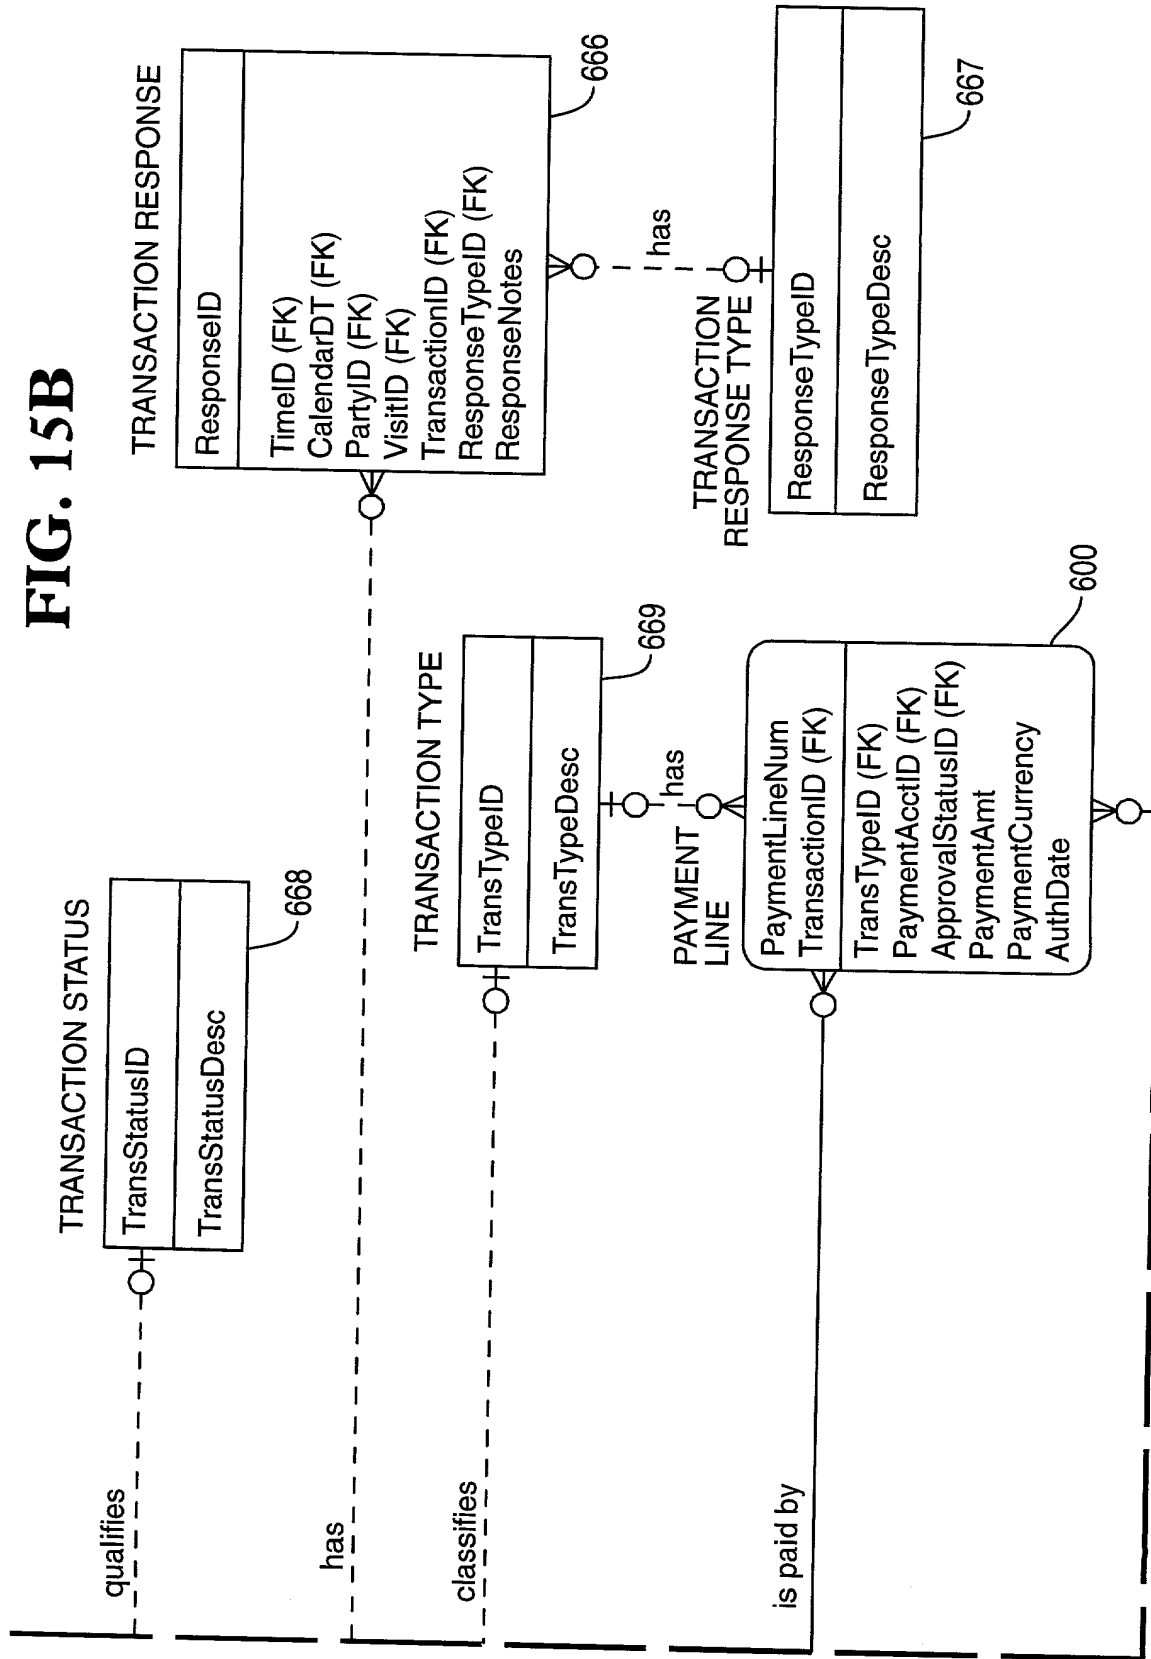 FIG. 15B
TRANSACTION STATUS
TransStatusID
TransStatusDesc
668
qualifies
TRANSACTION RESPONSE
ResponseID
TimeID (FK)
CalendarDT (FK)
PartyID (FK)
VisitID (FK)
TransactionID (FK)
ResponseTypeID (FK)
ResponseNotes
666
has
has
TRANSACTION
RESPONSE TYPE
ResponseTypeID
ResponseTypeDesc
667
TRANSACTION TYPE
TransTypeID
TransTypeDesc
669
classifies
has
PAYMENT
LINE
PaymentLineNum
TransactionID (FK)
TransTypeID (FK)
PaymentAcctID (FK)
ApprovalStatusID (FK)
PaymentAmt
PaymentCurrency
AuthDate
600
is paid by